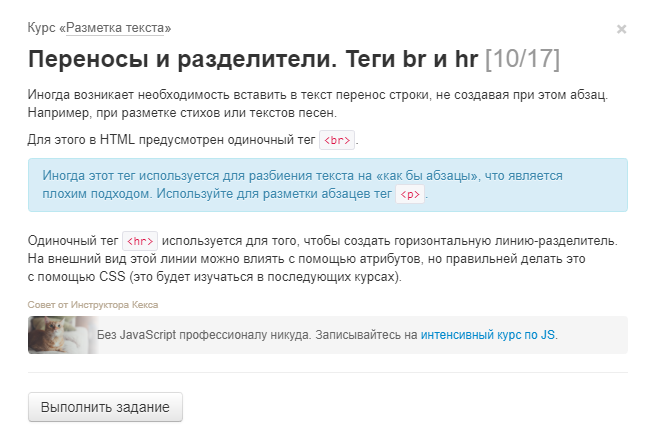 Курс «Разметка текста»
×
Переносы и разделители. Теги br и hr [10/17]
Иногда возникает необходимость вставить в текст перенос строки, не создавая при этом абзац.
Например, при разметке стихов или текстов песен.
Для этого в HTML предусмотрен одиночный тег <br>.
Иногда этот тег используется для разбиения текста на «как бы абзацы», что является
плохим подходом. Используйте для разметки абзацев тег <p>.
Одиночный тег <hr> используется для того, чтобы создать горизонтальную линию-разделитель.
На внешний вид этой линии можно влиять с помощью атрибутов, но правильней делать это
с помощью CSS (это будет изучаться в последующих курсах).
Совет от Инструктора Кекса
Без JavaScript профессионалу никуда. Записывайтесь на интенсивный курс по JS.
Выполнить задание